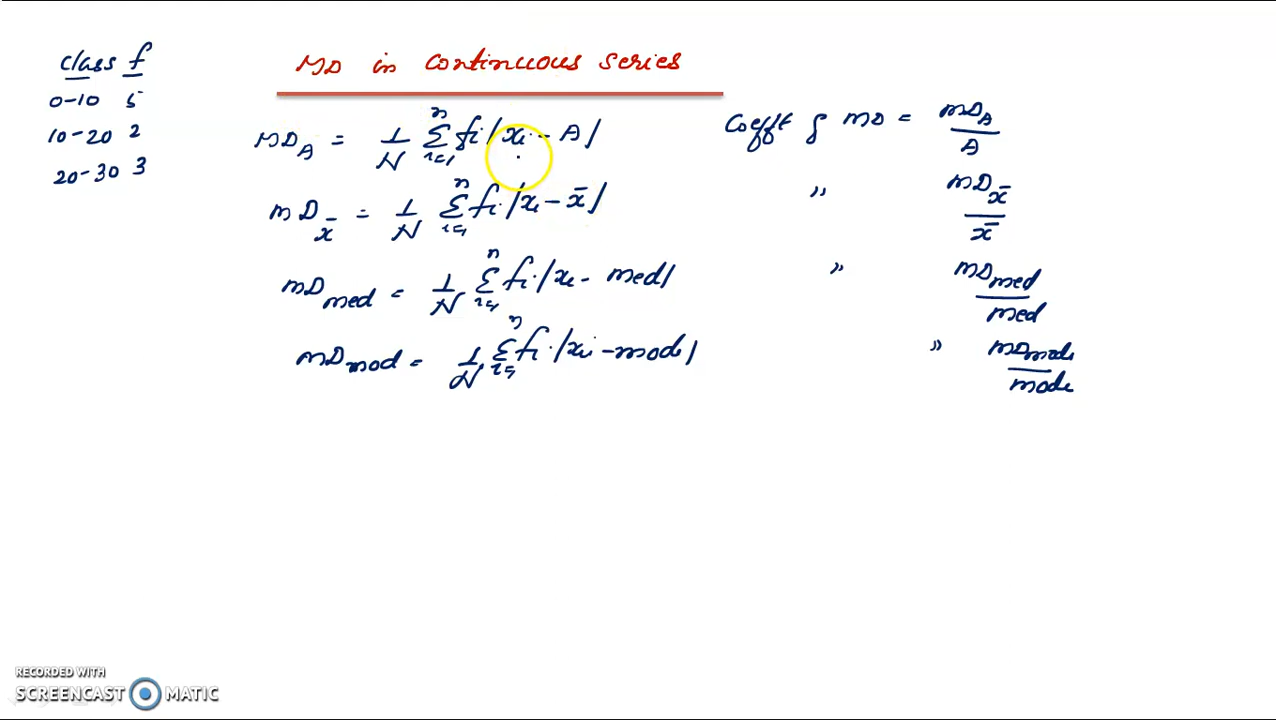 MD in continuous series
class f
0-10 5
10-20 2
20-30 3
MD_A = 1/N Σ_{i=1}^n fi |xi - A|
Coefft of MD = MD_A / A
MD_x̄ = 1/N Σ_{i=1}^n fi |xi - x̄|
" MD_x̄ / x̄
MD_med = 1/N Σ_{i=1}^n fi |xi - med|
" MD_med / med
MD_mod = 1/N Σ_{i=1}^n fi |xi - mode|
" MD_mode / mode
RECORDED WITH
SCREENCAST MATIC